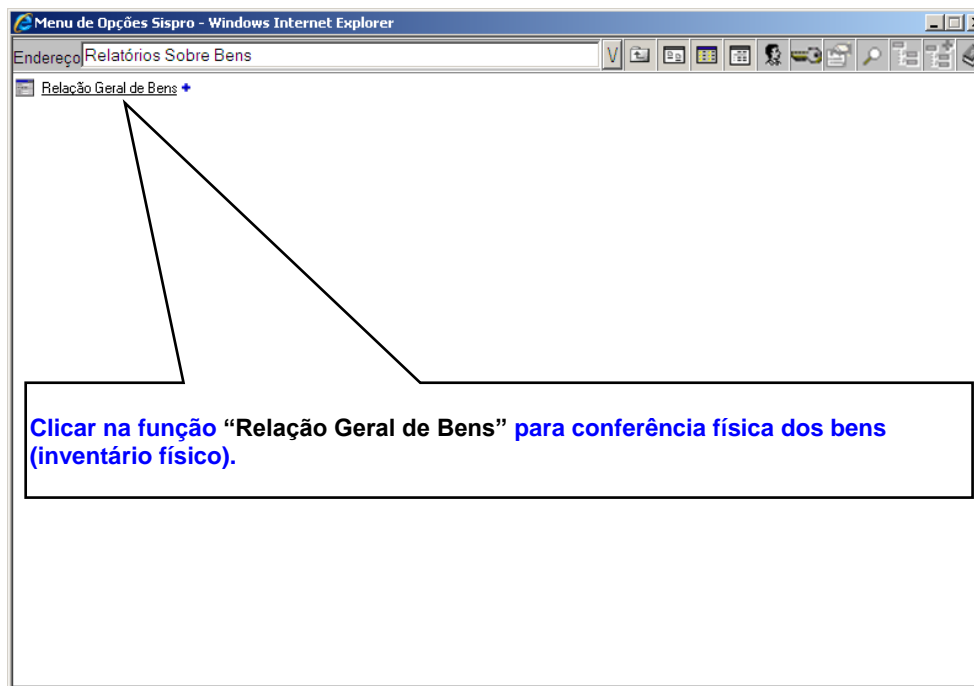 Menu de Opções Sispro - Windows Internet Explorer
Endereço Relatórios Sobre Bens V
Relação Geral de Bens +
Clicar na função “Relação Geral de Bens” para conferência física dos bens
(inventário físico).